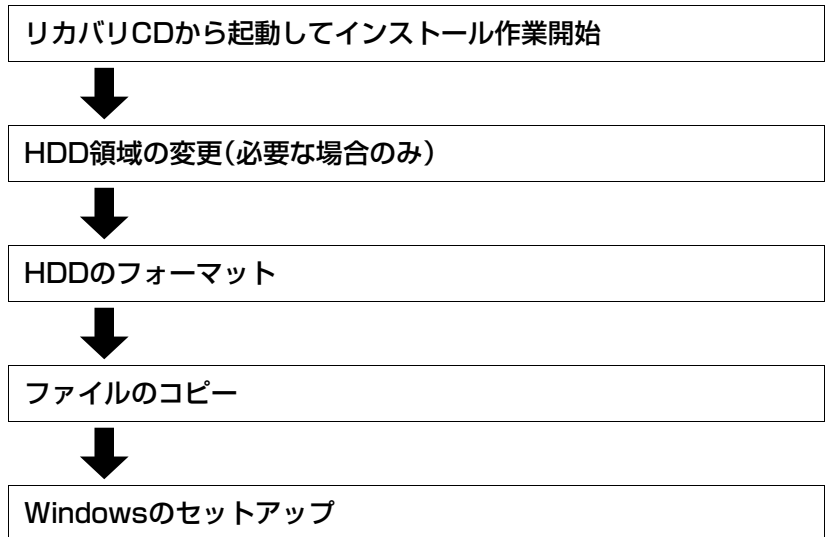 リカバリCDから起動してインストール作業開始
HDD領域の変更(必要な場合のみ)
HDDのフォーマット
ファイルのコピー
Windowsのセットアップ